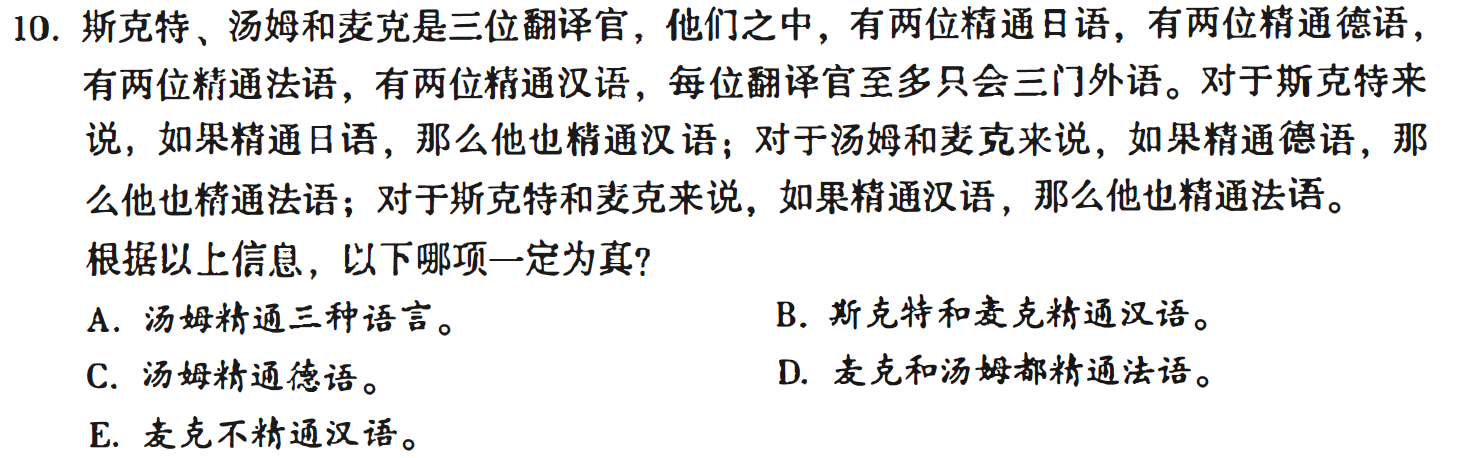 10. 斯克特、汤姆和麦克是三位翻译官，他们之中，有两位精通日语，有两位精通德语，
有两位精通法语，有两位精通汉语，每位翻译官至多只会三门外语。对于斯克特来
说，如果精通日语，那么他也精通汉语；对于汤姆和麦克来说，如果精通德语，那
么他也精通法语；对于斯克特和麦克来说，如果精通汉语，那么他也精通法语。
根据以上信息，以下哪项一定为真？
A. 汤姆精通三种语言。 B. 斯克特和麦克精通汉语。
C. 汤姆精通德语。 D. 麦克和汤姆都精通法语。
E. 麦克不精通汉语。